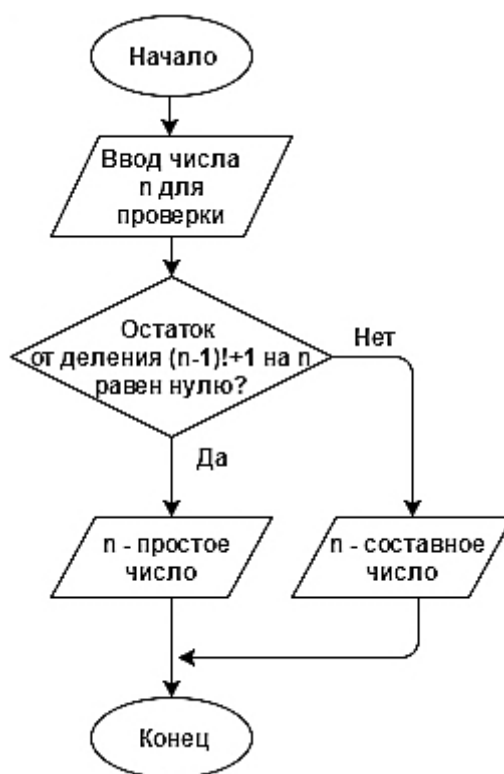 Начало
Ввод числа
n для
проверки
Остаток
от деления (n-1)!+1 на n
равен нулю?
Нет
Да
n - простое
число
n - составное
число
Конец